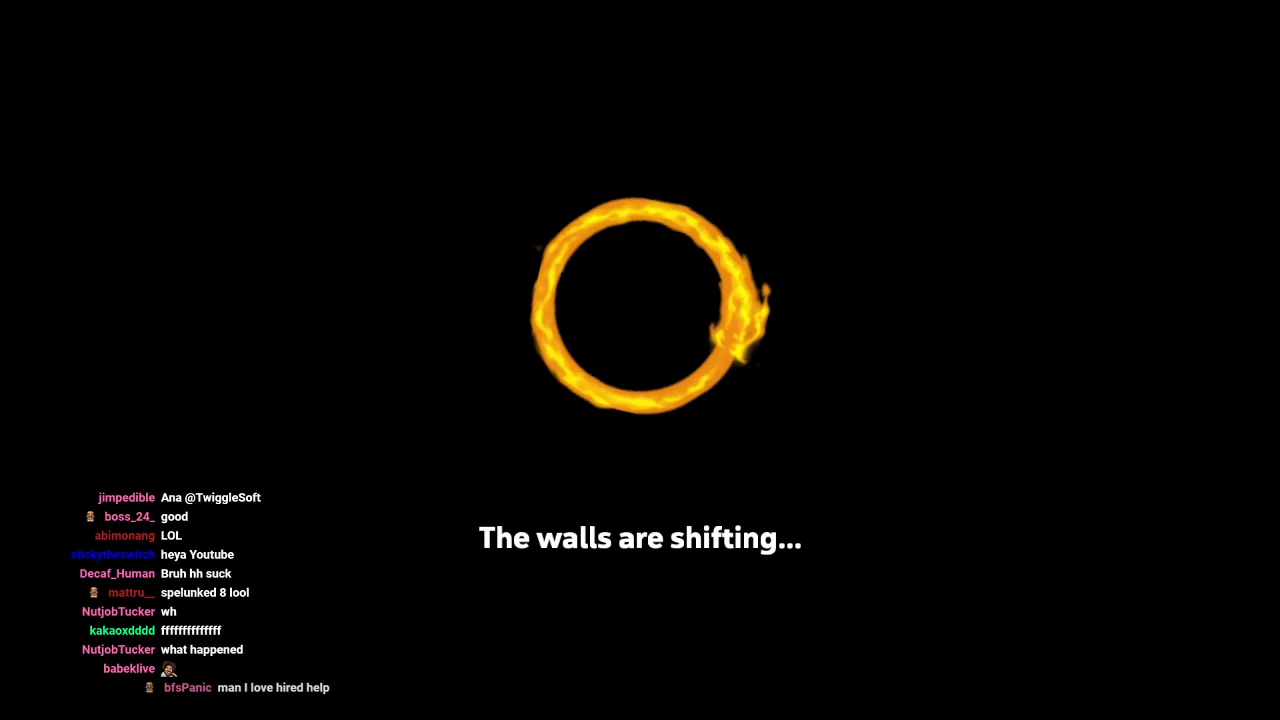 jimpedible Ana @TwiggleSoft
boss_24_ good
abimonang LOL
stickytheswitch heya Youtube
Decaf_Human Bruh hh suck
mattru__ spelunked 8 lool
NutjobTucker wh
kakaoxdddd ffffffffffffff
NutjobTucker what happened
babeklive
bfsPanic man I love hired help
The walls are shifting...